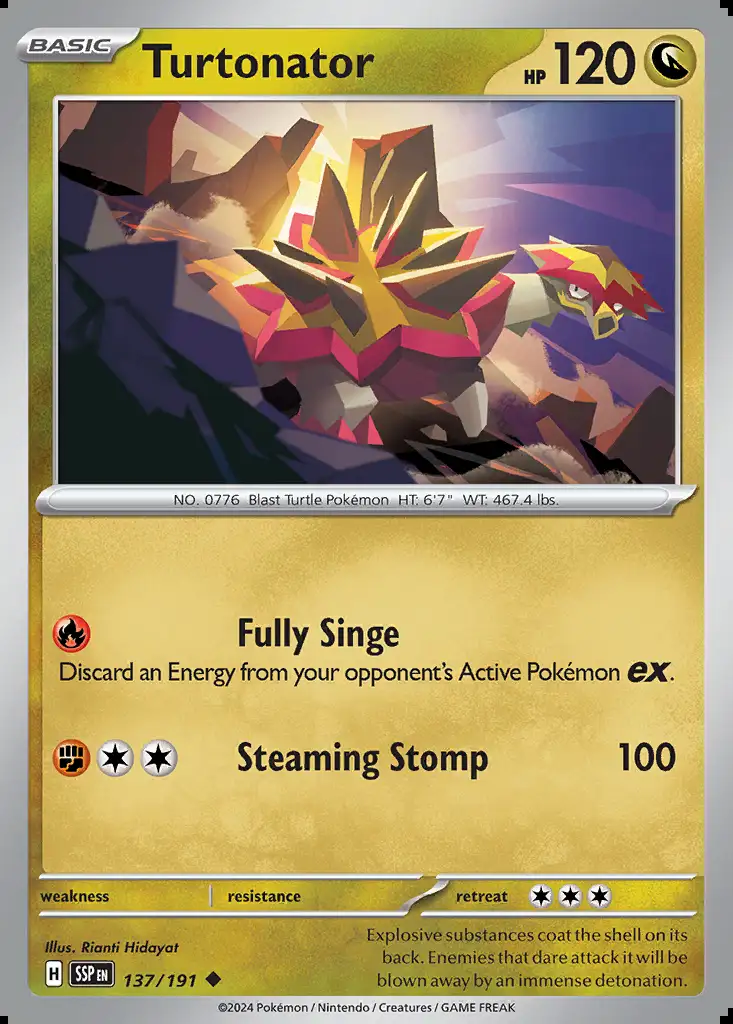 BASIC
Turtonator
HP 120
NO. 0776 Blast Turtle Pokémon HT: 6'7" WT: 467.4 lbs.
Fully Singe
Discard an Energy from your opponent's Active Pokémon ex.
Steaming Stomp 100
weakness resistance retreat
Illus. Rianti Hidayat
Explosive substances coat the shell on its
back. Enemies that dare attack it will be
blown away by an immense detonation.
H SSP EN 137/191
©2024 Pokémon / Nintendo / Creatures / GAME FREAK